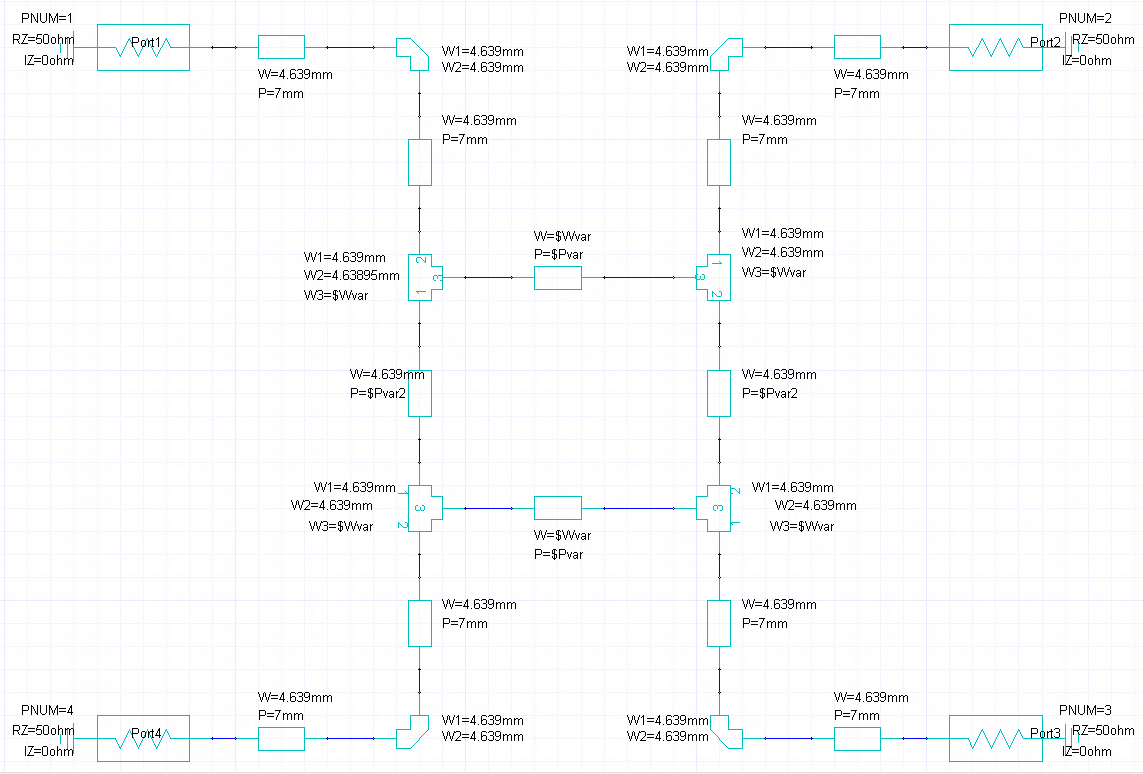 PNUM=1
RZ=50ohm
IZ=0ohm
Port1
W=4.639mm
P=7mm
W1=4.639mm
W2=4.639mm
W1=4.639mm
W2=4.639mm
W=4.639mm
P=7mm
PNUM=2
Port2
RZ=50ohm
IZ=0ohm
W=4.639mm
P=7mm
W=4.639mm
P=7mm
W1=4.639mm
W2=4.63895mm
W3=$Wvar
2
3
1
W=$Wvar
P=$Pvar
1
3
2
W1=4.639mm
W2=4.639mm
W3=$Wvar
W=4.639mm
P=$Pvar2
W=4.639mm
P=$Pvar2
W1=4.639mm
W2=4.639mm
W3=$Wvar
1
3
2
W=$Wvar
P=$Pvar
2
3
1
W1=4.639mm
W2=4.639mm
W3=$Wvar
W=4.639mm
P=7mm
W=4.639mm
P=7mm
PNUM=4
RZ=50ohm
IZ=0ohm
Port4
W=4.639mm
P=7mm
W1=4.639mm
W2=4.639mm
W1=4.639mm
W2=4.639mm
W=4.639mm
P=7mm
PNUM=3
Port3
RZ=50ohm
IZ=0ohm